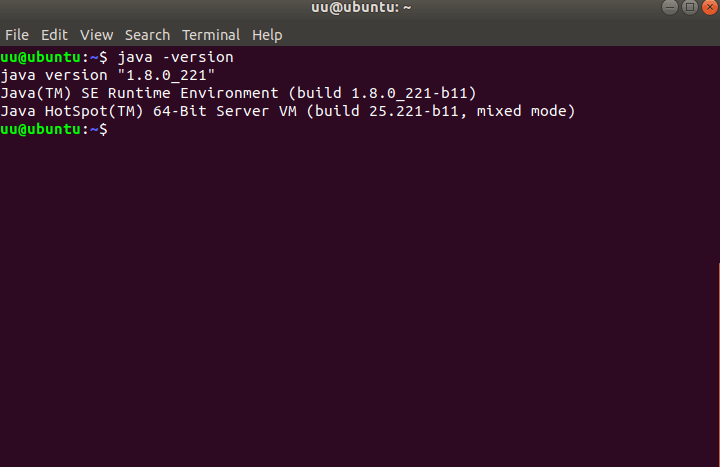 uu@ubuntu: ~
File Edit View Search Terminal Help
uu@ubuntu:~$ java -version
java version "1.8.0_221"
Java(TM) SE Runtime Environment (build 1.8.0_221-b11)
Java HotSpot(TM) 64-Bit Server VM (build 25.221-b11, mixed mode)
uu@ubuntu:~$